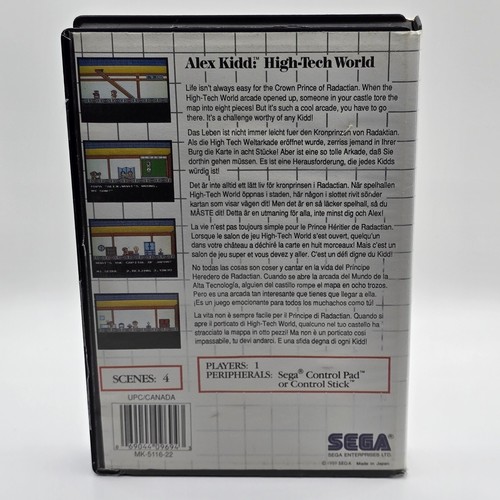 Alex Kidd:™ High-Tech World
Life isn't always easy for the Crown Prince of Radactian. When the
High-Tech World arcade opened up, someone in your castle tore the
map into eight pieces! But it's such a cool arcade, you have to go
there. It's a challenge worthy of any Kidd!
Das Leben ist nicht immer leicht fuer den Kronprinzen von Radaktian.
Als die High Tech Weltarkade eröffnet wurde, zerriss jemand in Ihrer
Burg die Karte in acht Stücke! Aber ist eine so tolle Arkade, daß Sie
dorthin gehen müssen. Es ist eine Herausforderung, die jedes Kidds
würdig ist!
Det är inte alltid ett lätt liv för kronprinsen i Radactian. När spelhallen
High-Tech World öppnas i staden, här någon i slottet rivit sönder
kartan som visar vägen dit! Men det är en så läcker spelhall, så du
MÅSTE dit! Detta är en utmaning för alla, inte minst dig och Alex!
La vie n'est pas toujours simple pour le Prince Héritier de Radactian.
Lorsque le salon de jeu High-Tech World s'est ouvert, quelqu'un
dans votre château a déchiré la carte en huit morceaux! Mais c'est un
salon de jeu super et vous devez y aller. C'est un défi digne du Kidd!
No todas las cosas son coser y cantar en la vida del Príncipe
Heredero de Radactian. Cuando se abre la arcada del Mundo de la
Alta Tecnología, alguien del castillo rompe el mapa en ocho trozos.
Pero es una arcada tan interesante que tienes que llegar a ella.
¡Es un juego emocionante para todos los muchachos como tú!
La vita non è sempre facile per il Principe di Radactian. Quando si
apre il portico di High-Tech World, qualcuno nel tuo castello ha
stracciato la mappa in otto pezzi! Ma non è un portico così
impassabile, tu devi andarci. E una sfida degna di ogni Kidd!
SCENES: 4
PLAYERS: 1
PERIPHERALS: Sega® Control Pad™
or Control Stick™
UPC/CANADA
MK-5116-22
SEGA
SEGA ENTERPRISES LTD.
Made in Japan